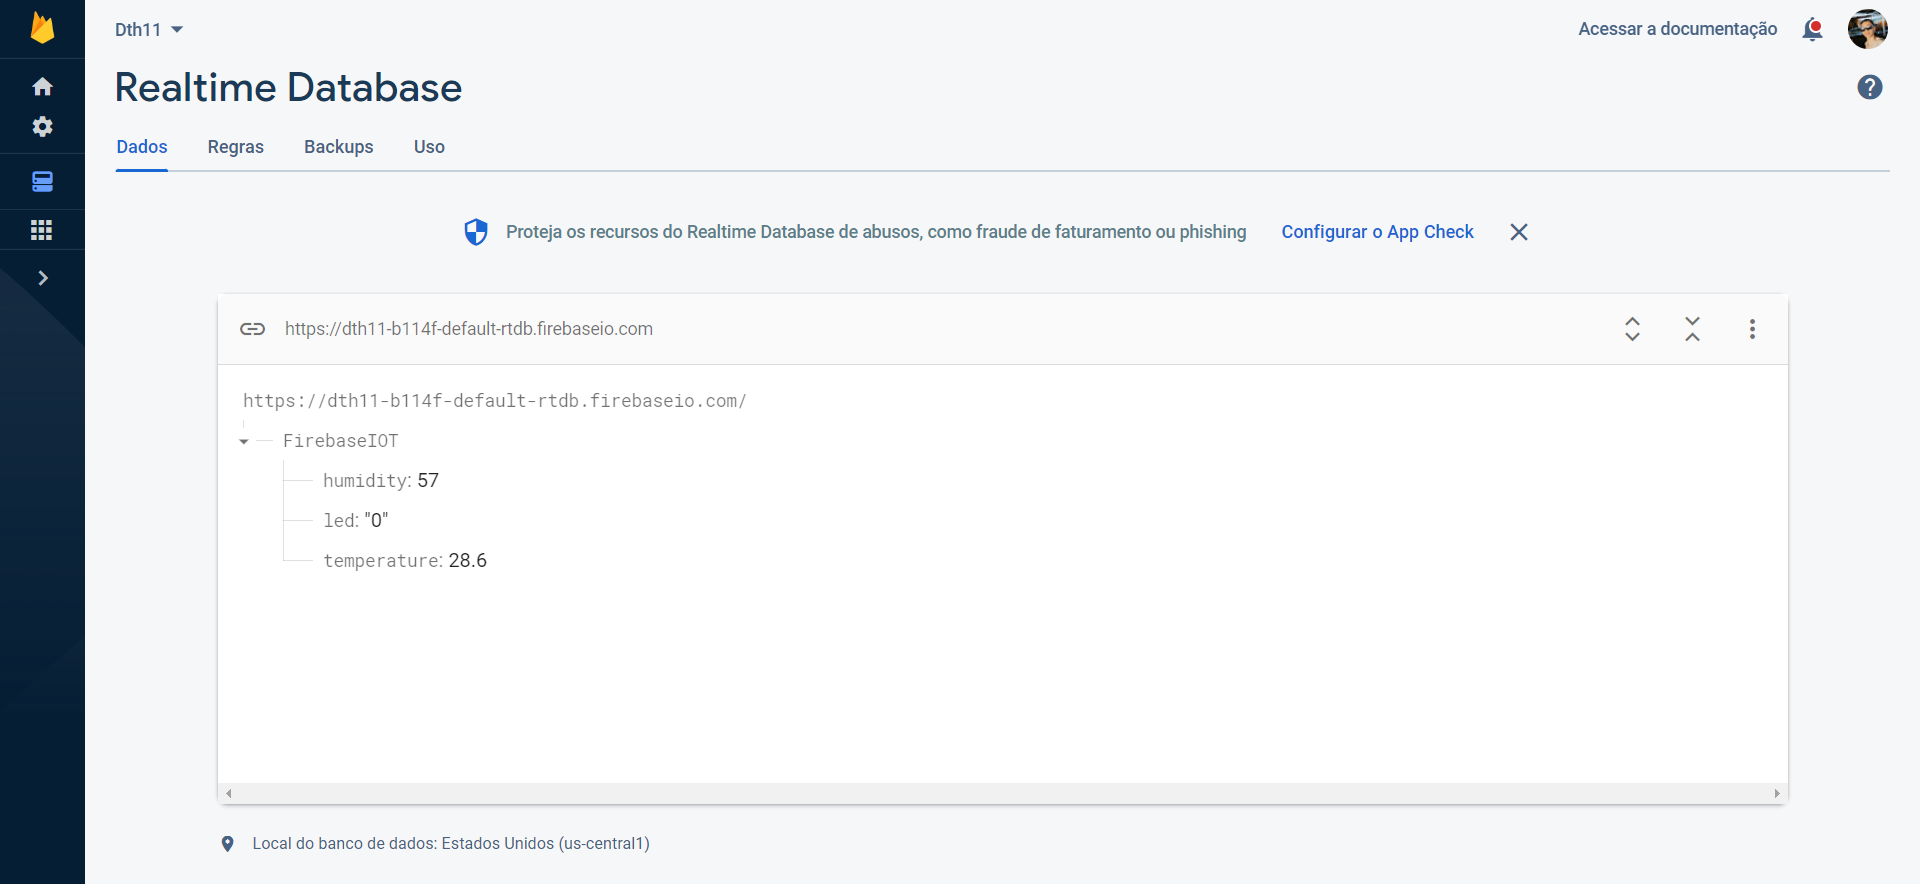 Dth11
Acessar a documentação
Realtime Database
Dados
Regras
Backups
Uso
Proteja os recursos do Realtime Database de abusos, como fraude de faturamento ou phishing
Configurar o App Check
https://dth11-b114f-default-rtdb.firebaseio.com
https://dth11-b114f-default-rtdb.firebaseio.com/
FirebaseIOT
humidity: 57
led: "0"
temperature: 28.6
Local do banco de dados: Estados Unidos (us-central1)